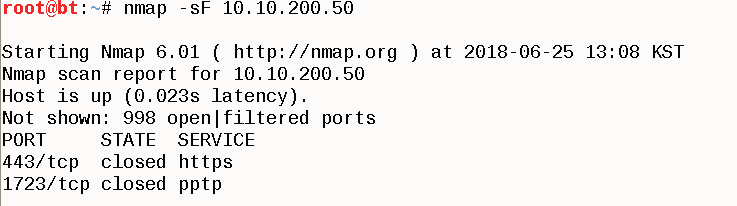 root@bt:~# nmap -sF 10.10.200.50
Starting Nmap 6.01 ( http://nmap.org ) at 2018-06-25 13:08 KST
Nmap scan report for 10.10.200.50
Host is up (0.023s latency).
Not shown: 998 open|filtered ports
PORT     STATE  SERVICE
443/tcp  closed https
1723/tcp closed pptp